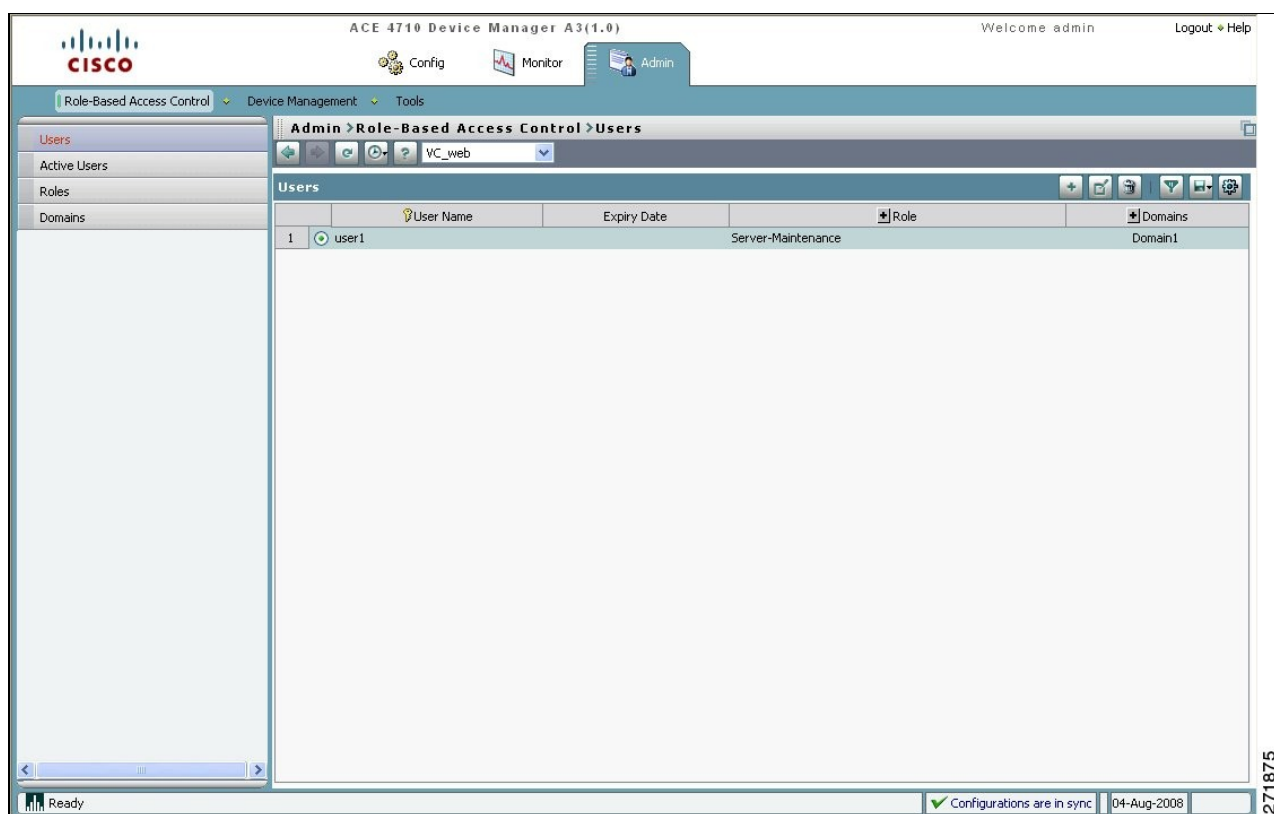 ACE 4710 Device Manager A3(1.0)
Welcome admin
Logout Help
CISCO
Config
Monitor
Admin
Role-Based Access Control
Device Management
Tools
Users
Active Users
Roles
Domains
Admin >Role-Based Access Control >Users
? VC_web
Users
User Name
Expiry Date
Role
Domains
1 user1 Server-Maintenance Domain1
Ready
Configurations are in sync
04-Aug-2008
271875